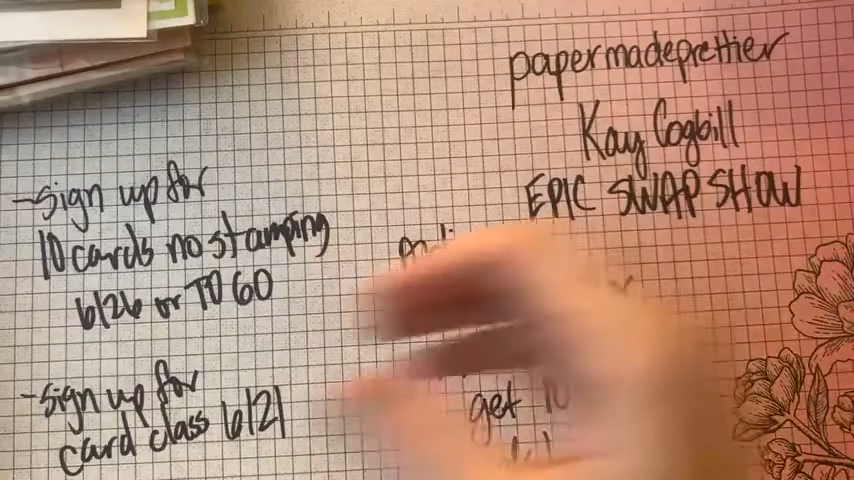 papermadeprettier
Kay Cogbill
EPIC SWAP SHOW
-sign up for
10 cards no stamping
6/26 or TO GO
-sign up for
card class 6/21
get 10